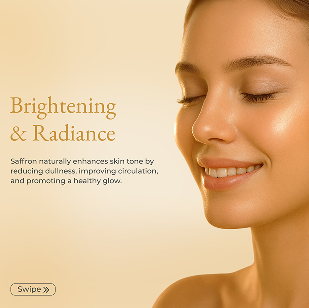 Brightening
& Radiance
Saffron naturally enhances skin tone by
reducing dullness, improving circulation,
and promoting a healthy glow.
Swipe »